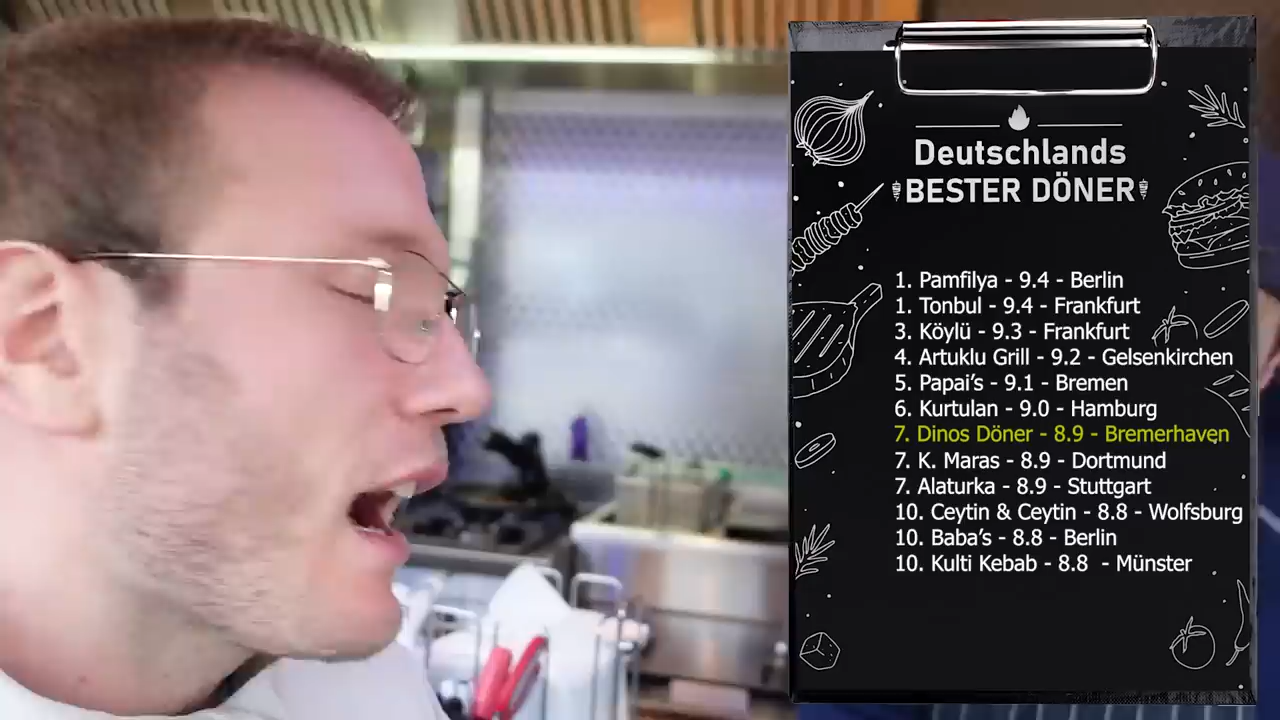 Deutschlands
BESTER DÖNER
1. Pamfilya - 9.4 - Berlin
1. Tonbul - 9.4 - Frankfurt
3. Köylü - 9.3 - Frankfurt
4. Artuklu Grill - 9.2 - Gelsenkirchen
5. Papai’s - 9.1 - Bremen
6. Kurtulan - 9.0 - Hamburg
7. Dinos Döner - 8.9 - Bremerhaven
7. K. Maras - 8.9 - Dortmund
7. Alaturka - 8.9 - Stuttgart
10. Ceytin & Ceytin - 8.8 - Wolfsburg
10. Baba’s - 8.8 - Berlin
10. Kulti Kebab - 8.8  - Münster